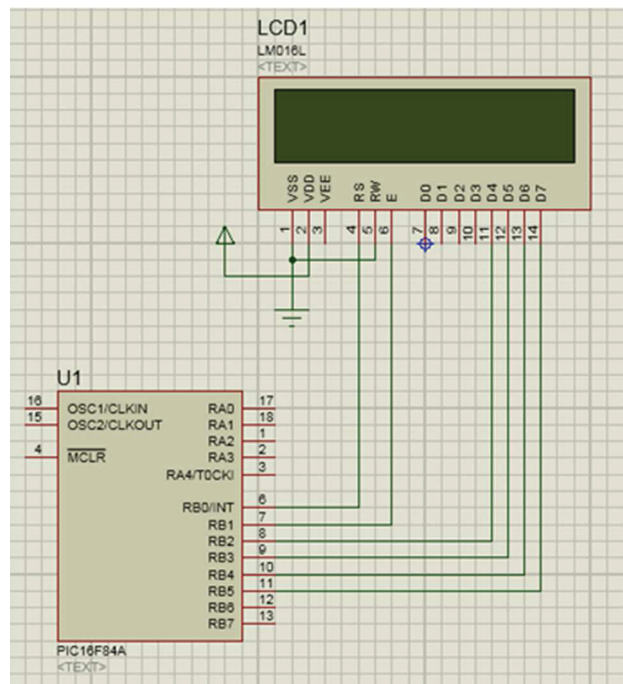 LCD1
LM016L
<TEXT>
VSS VDD VEE RS RW E D0 D1 D2 D3 D4 D5 D6 D7
1 2 3 4 5 6 7 8 9 10 11 12 13 14
U1
16 OSC1/CLKIN RA0 17
15 OSC2/CLKOUT RA1 18
RA2 1
4 MCLR RA3 2
RA4/T0CKI 3
RB0/INT 6
RB1 7
RB2 8
RB3 9
RB4 10
RB5 11
RB6 12
RB7 13
PIC16F84A
<TEXT>